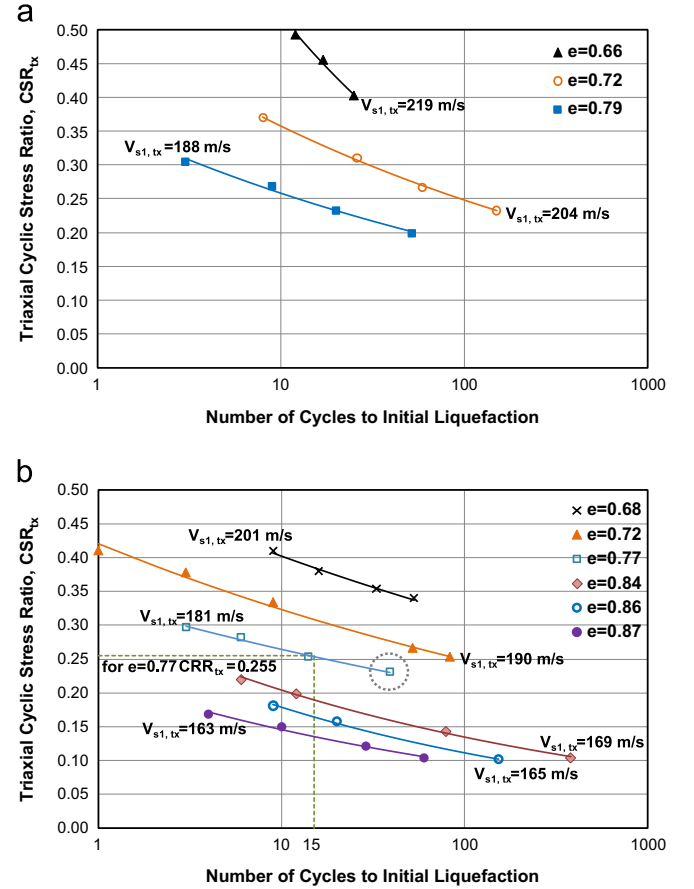 a
Triaxial Cyclic Stress Ratio, CSRtx
0.50
0.45
0.40
0.35
0.30
0.25
0.20
0.15
0.10
0.05
0.00
e=0.66
e=0.72
e=0.79
Vs1, tx=219 m/s
Vs1, tx=188 m/s
Vs1, tx=204 m/s
1 10 100 1000
Number of Cycles to Initial Liquefaction
b
Triaxial Cyclic Stress Ratio, CSRtx
0.50
0.45
0.40
0.35
0.30
0.25
0.20
0.15
0.10
0.05
0.00
e=0.68
e=0.72
e=0.77
e=0.84
e=0.86
e=0.87
Vs1, tx=201 m/s
Vs1, tx=181 m/s
Vs1, tx=190 m/s
for e=0.77 CRRtx=0.255
Vs1, tx=163 m/s
Vs1, tx=169 m/s
Vs1, tx=165 m/s
1 10 15 100 1000
Number of Cycles to Initial Liquefaction